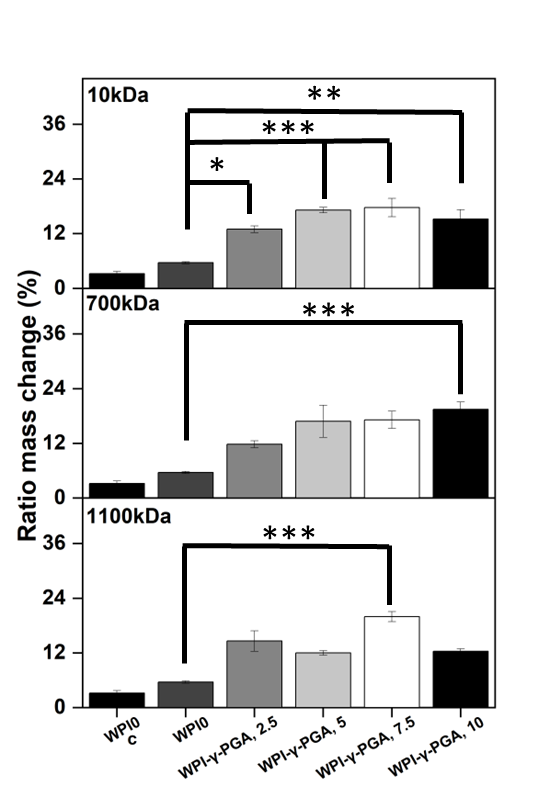 Ratio mass change (%)
10kDa
**
36
***
24
*
12
0
700kDa
***
36
24
12
0
1100kDa
***
36
24
12
0
WPI0
c
WPI0
WPI-γ-PGA, 2.5
WPI-γ-PGA, 5
WPI-γ-PGA, 7.5
WPI-γ-PGA, 10